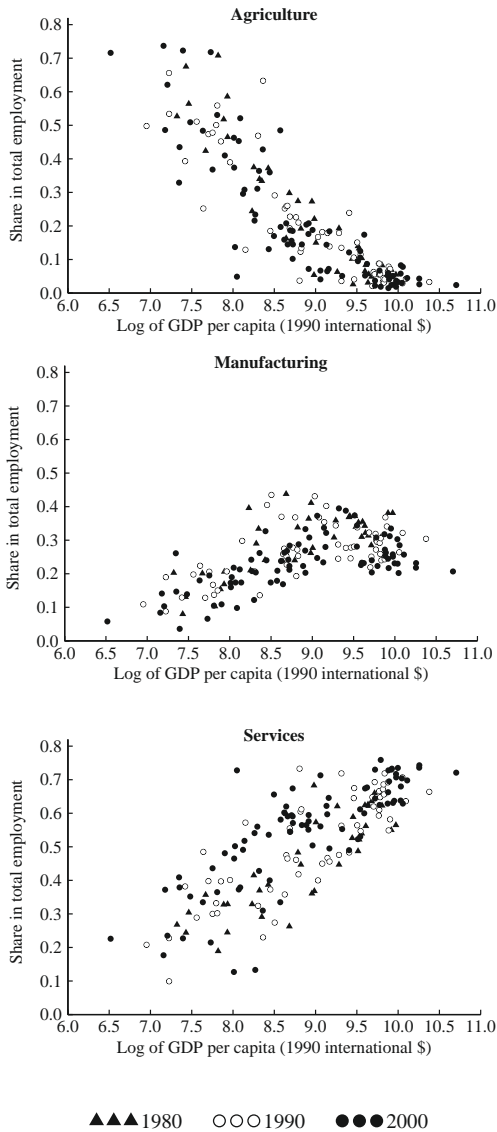 Agriculture
0.8
0.7
0.6
0.5
0.4
0.3
0.2
0.1
0.0
Share in total employment
6.0 6.5 7.0 7.5 8.0 8.5 9.0 9.5 10.0 10.5 11.0
Log of GDP per capita (1990 international $)
Manufacturing
0.8
0.7
0.6
0.5
0.4
0.3
0.2
0.1
0.0
Share in total employment
6.0 6.5 7.0 7.5 8.0 8.5 9.0 9.5 10.0 10.5 11.0
Log of GDP per capita (1990 international $)
Services
0.8
0.7
0.6
0.5
0.4
0.3
0.2
0.1
0.0
Share in total employment
6.0 6.5 7.0 7.5 8.0 8.5 9.0 9.5 10.0 10.5 11.0
Log of GDP per capita (1990 international $)
1980 1990 2000